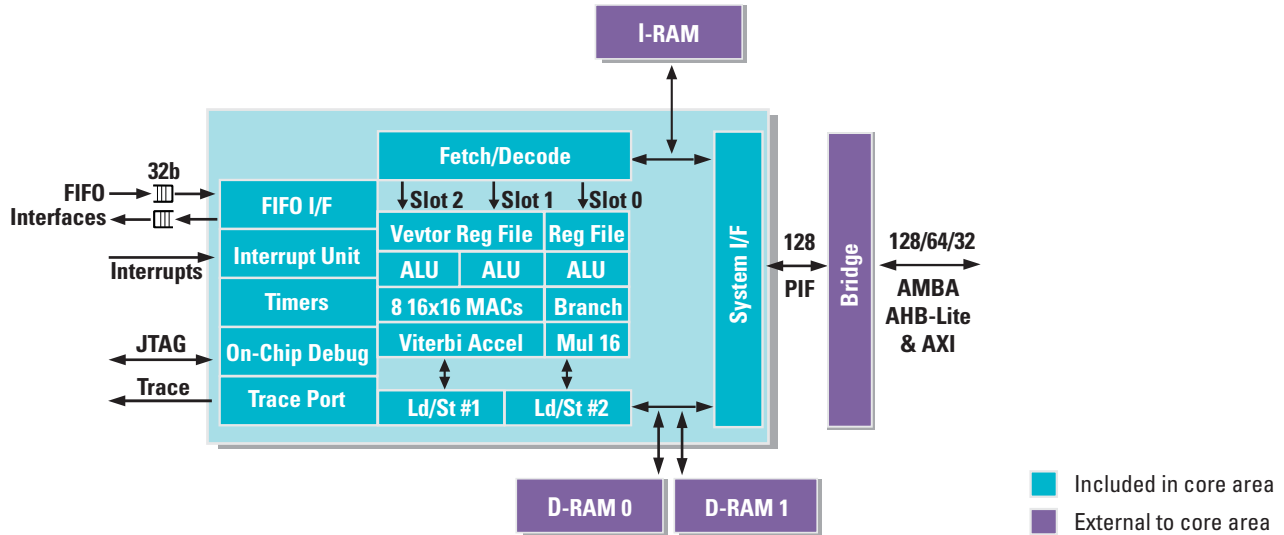 I-RAM
Fetch/Decode
32b
FIFO
Interfaces
Interrupts
JTAG
Trace
FIFO I/F
Interrupt Unit
Timers
On-Chip Debug
Trace Port
Slot 2
Slot 1
Slot 0
Vevtor Reg File
Reg File
ALU
ALU
ALU
8 16x16 MACs
Branch
Viterbi Accel
Mul 16
Ld/St #1
Ld/St #2
System I/F
128
PIF
Bridge
128/64/32
AMBA
AHB-Lite
& AXI
D-RAM 0
D-RAM 1
Included in core area
External to core area